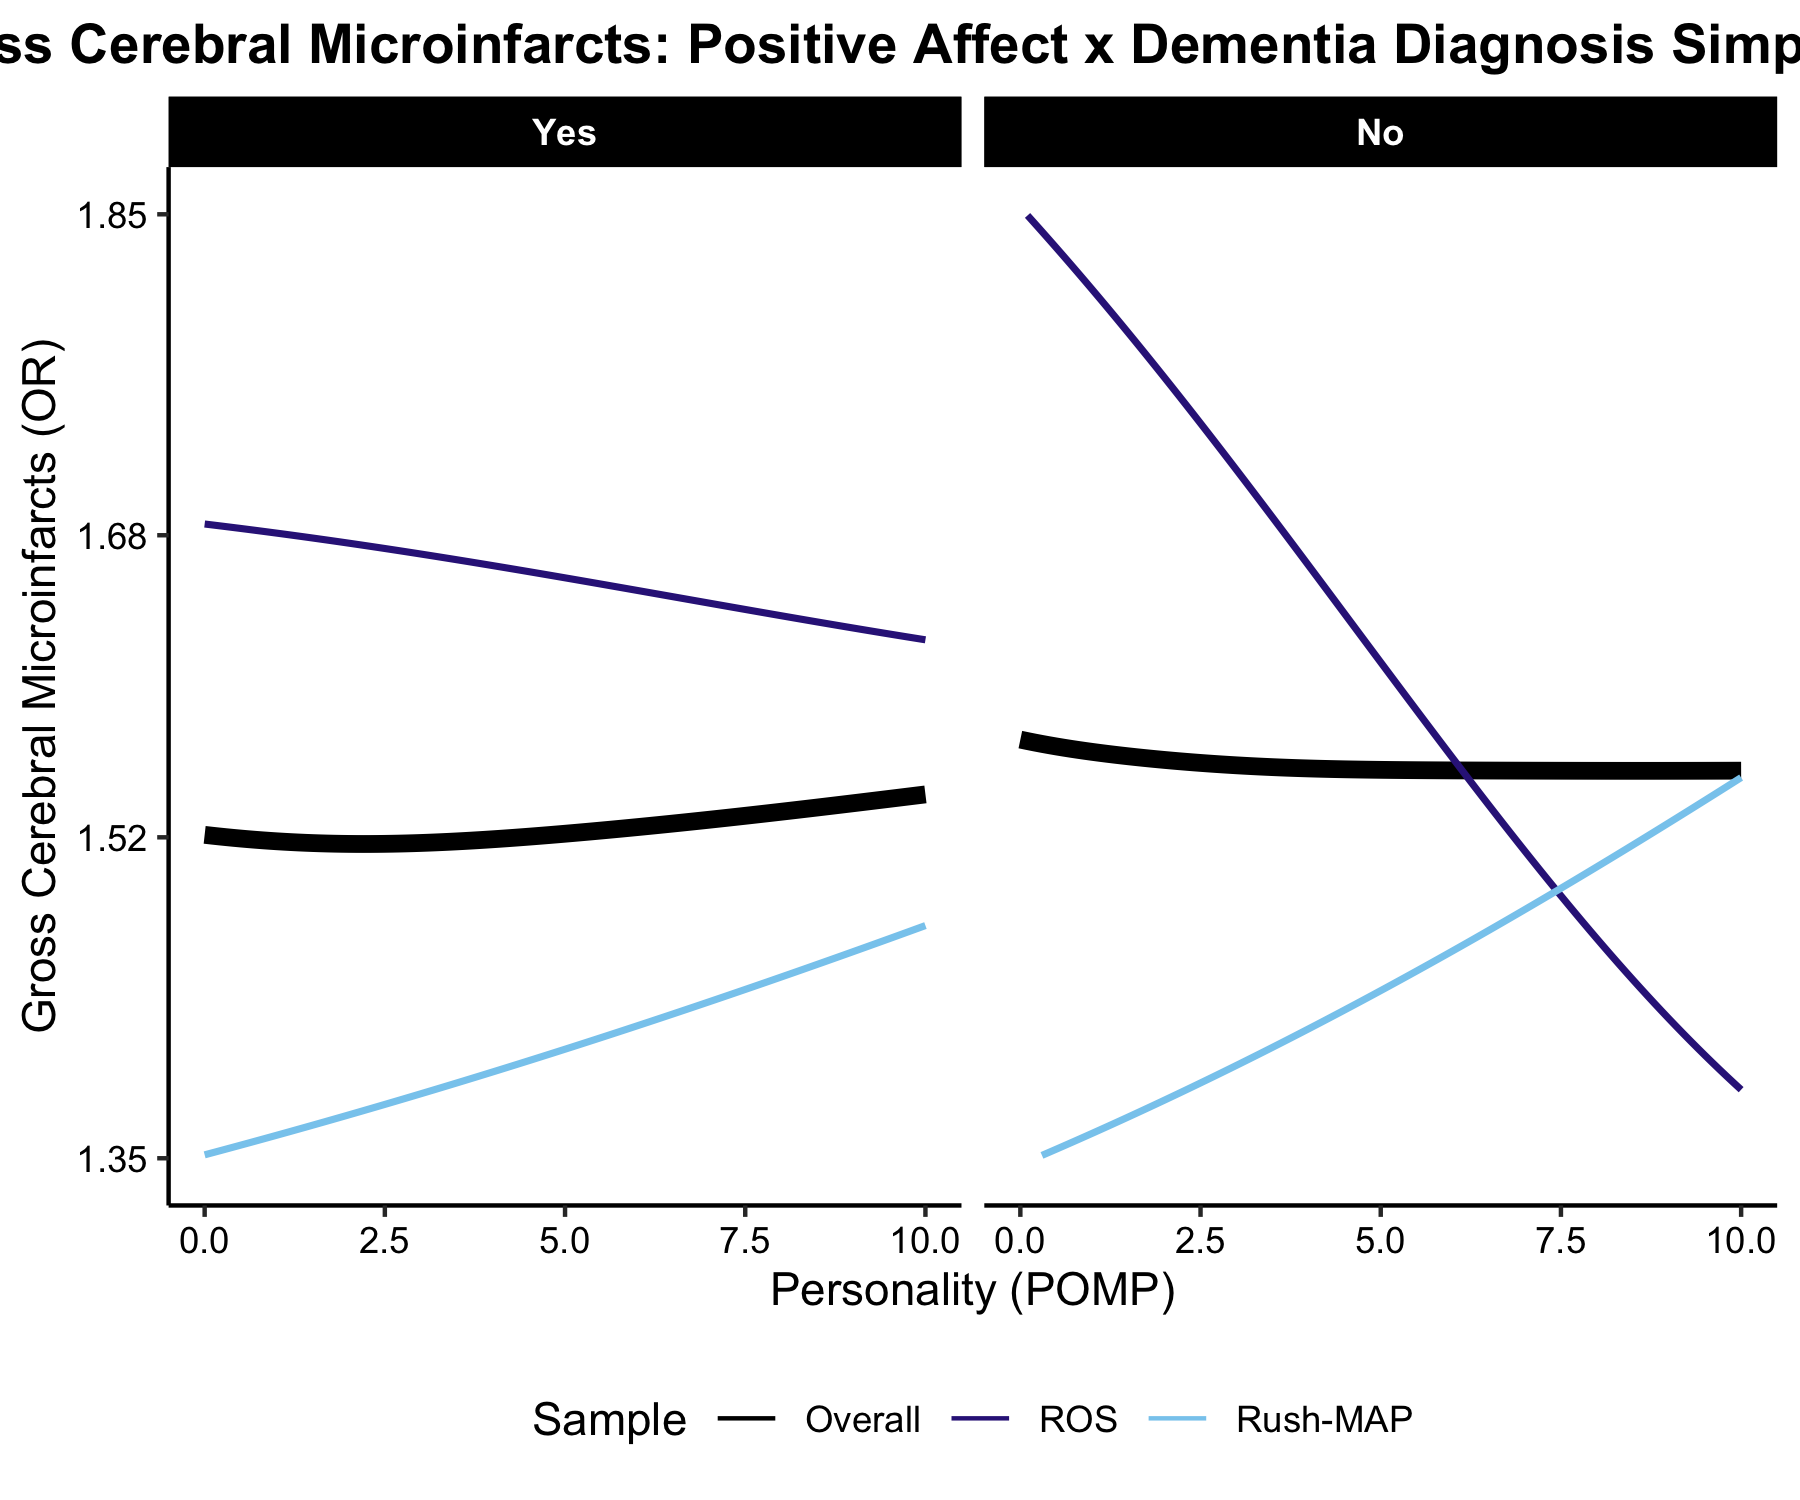 ss Cerebral Microinfarcts: Positive Affect x Dementia Diagnosis Simp
Yes
No
Gross Cerebral Microinfarcts (OR)
1.85
1.68
1.52
1.35
0.0 2.5 5.0 7.5 10.0
0.0 2.5 5.0 7.5 10.0
Personality (POMP)
Sample Overall ROS Rush-MAP